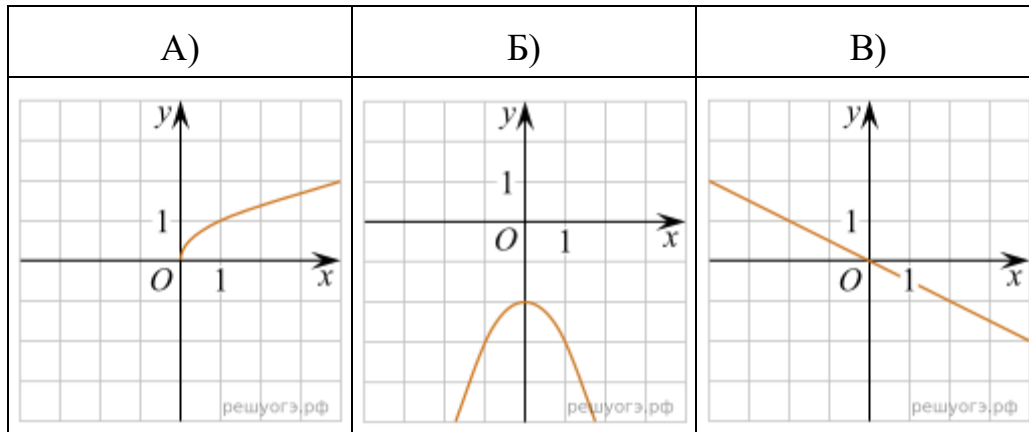 А) Б) В)
y y y
1 1 1
O 1 x O 1 x O 1 x
решуогэ.рф решуогэ.рф решуогэ.рф